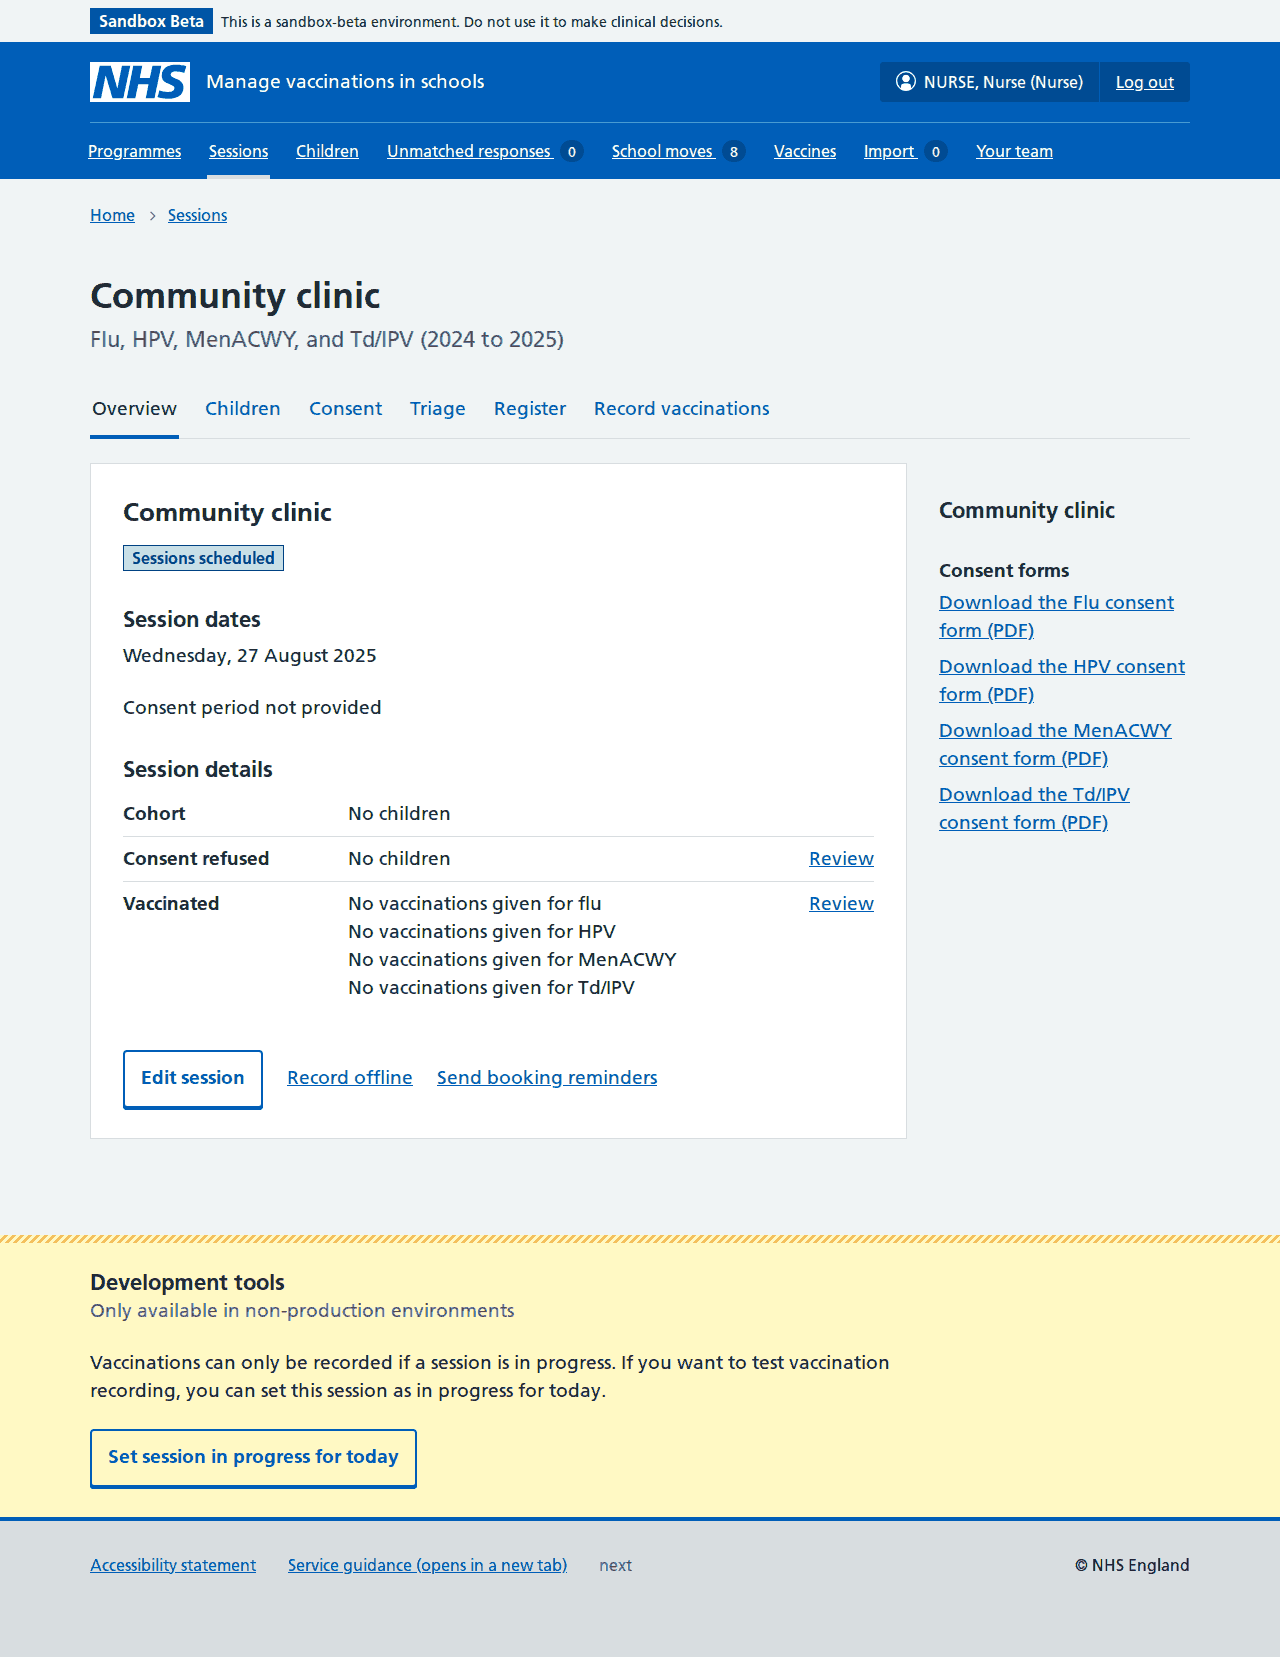 Sandbox Beta This is a sandbox-beta environment. Do not use it to make clinical decisions.
NHS Manage vaccinations in schools NURSE, Nurse (Nurse) Log out
Programmes Sessions Children Unmatched responses 0 School moves 8 Vaccines Import 0 Your team
Home Sessions
Community clinic
Flu, HPV, MenACWY, and Td/IPV (2024 to 2025)
Overview Children Consent Triage Register Record vaccinations
Community clinic
Sessions scheduled
Session dates
Wednesday, 27 August 2025
Consent period not provided
Session details
Cohort No children
Consent refused No children Review
Vaccinated No vaccinations given for flu Review
No vaccinations given for HPV
No vaccinations given for MenACWY
No vaccinations given for Td/IPV
Edit session Record offline Send booking reminders
Community clinic
Consent forms
Download the Flu consent
form (PDF)
Download the HPV consent
form (PDF)
Download the MenACWY
consent form (PDF)
Download the Td/IPV
consent form (PDF)
Development tools
Only available in non-production environments
Vaccinations can only be recorded if a session is in progress. If you want to test vaccination
recording, you can set this session as in progress for today.
Set session in progress for today
Accessibility statement Service guidance (opens in a new tab) next © NHS England